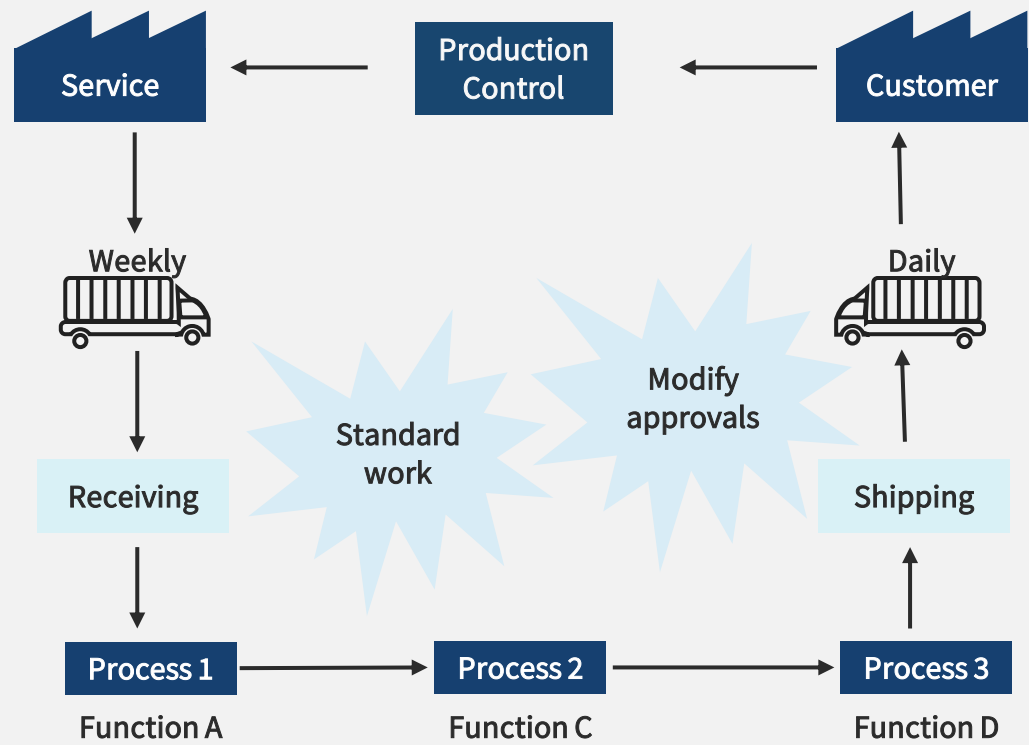 Service
Production
Control
Customer
Weekly
Daily
Standard
work
Modify
approvals
Receiving
Shipping
Process 1
Process 2
Process 3
Function A
Function C
Function D